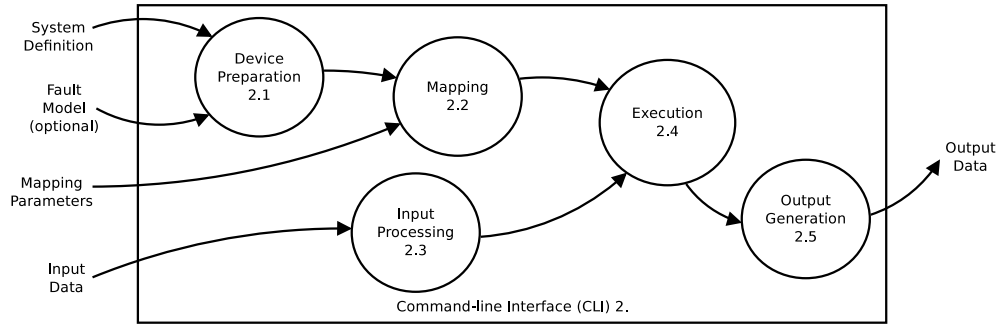 System
Definition
Fault
Model
(optional)
Mapping
Parameters
Input
Data
Device
Preparation
2.1
Mapping
2.2
Input
Processing
2.3
Execution
2.4
Output
Generation
2.5
Output
Data
Command-line Interface (CLI) 2.